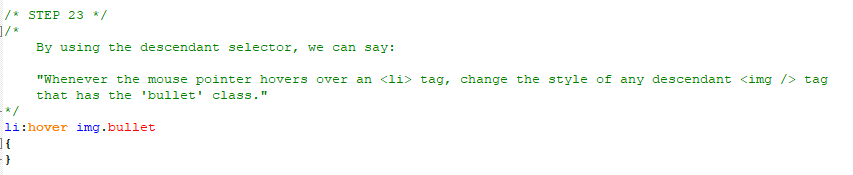 /* STEP 23 */
/*
By using the descendant selector, we can say:
"Whenever the mouse pointer hovers over an <li> tag, change the style of any descendant <img /> tag
that has the 'bullet' class."
*/
li:hover img.bullet
{
}